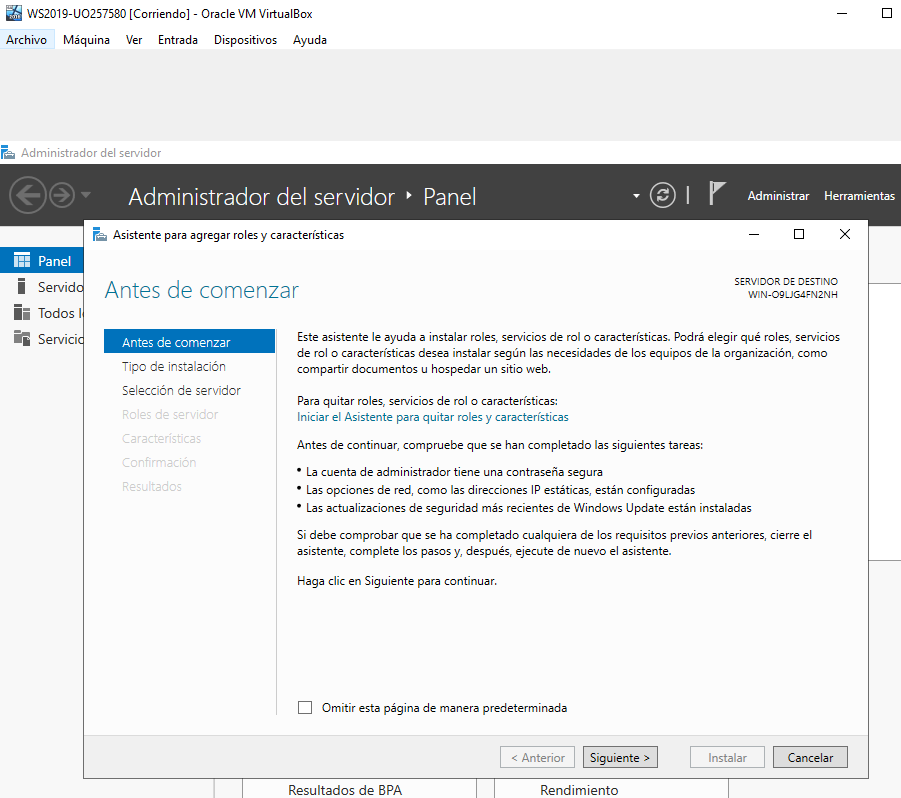 WS2019-UO257580 [Corriendo] - Oracle VM VirtualBox
Archivo Máquina Ver Entrada Dispositivos Ayuda
Administrador del servidor
Administrador del servidor Panel
Administrar Herramientas
Asistente para agregar roles y características
Panel
Servido
Todos l
Servicio
Antes de comenzar
SERVIDOR DE DESTINO
WIN-O9LJG4FN2NH
Antes de comenzar
Tipo de instalación
Selección de servidor
Roles de servidor
Características
Confirmación
Resultados
Este asistente le ayuda a instalar roles, servicios de rol o características. Podrá elegir qué roles, servicios
de rol o características desea instalar según las necesidades de los equipos de la organización, como
compartir documentos u hospedar un sitio web.
Para quitar roles, servicios de rol o características:
Iniciar el Asistente para quitar roles y características
Antes de continuar, compruebe que se han completado las siguientes tareas:
• La cuenta de administrador tiene una contraseña segura
• Las opciones de red, como las direcciones IP estáticas, están configuradas
• Las actualizaciones de seguridad más recientes de Windows Update están instaladas
Si debe comprobar que se ha completado cualquiera de los requisitos previos anteriores, cierre el
asistente, complete los pasos y, después, ejecute de nuevo el asistente.
Haga clic en Siguiente para continuar.
Omitir esta página de manera predeterminada
< Anterior Siguiente > Instalar Cancelar
Resultados de BPA Rendimiento